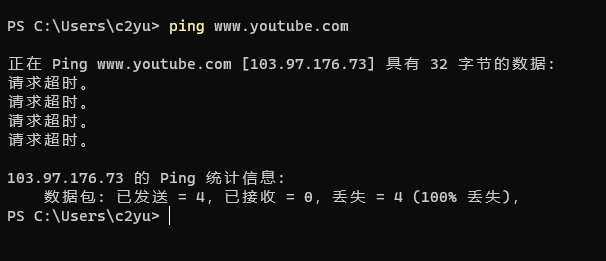 PS C:\Users\c2yu> ping www.youtube.com
正在 Ping www.youtube.com [103.97.176.73] 具有 32 字节的数据:
请求超时。
请求超时。
请求超时。
请求超时。
103.97.176.73 的 Ping 统计信息:
数据包: 已发送 = 4，已接收 = 0，丢失 = 4 (100% 丢失)，
PS C:\Users\c2yu>